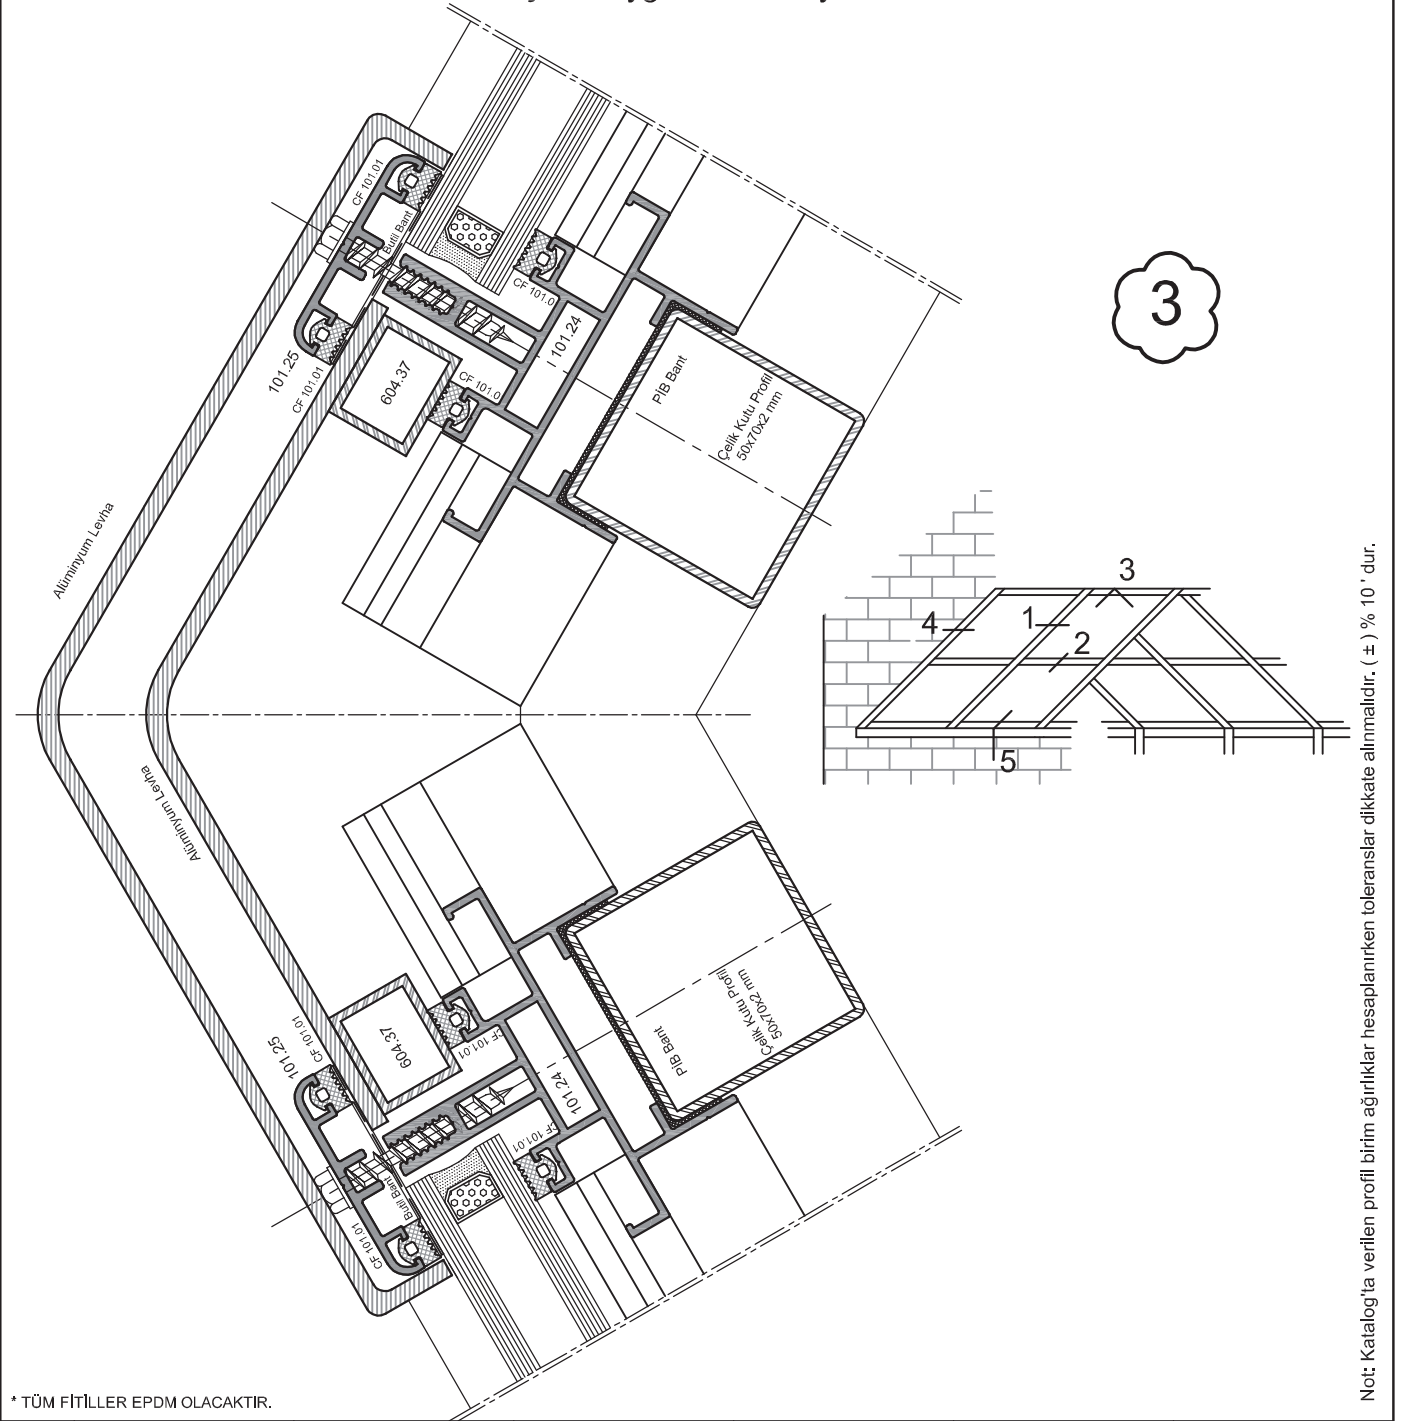 CF 101.01
Butil Bant
101.25
CF 101.01
604.37
CF 101.0
CF 101.0
101.24
PİB Bant
Çelik Kutu Profil
50x70x2 mm
Alüminyum Levha
3
3
4
1
2
5
Alüminyum Levha
101.25
CF 101.01
604.37
CF 101.01
101.24
CF 101.01
PİB Bant
Çelik Kutu Profil
50x70x2 mm
Butil Bant
CF 101.01
* TÜM FİTİLLER EPDM OLACAKTIR.
Not: Katalog'ta verilen profil birim ağırlıklar hesaplanırken toleranslar dikkate alınmalıdır. ( ± ) % 10 ' dur.